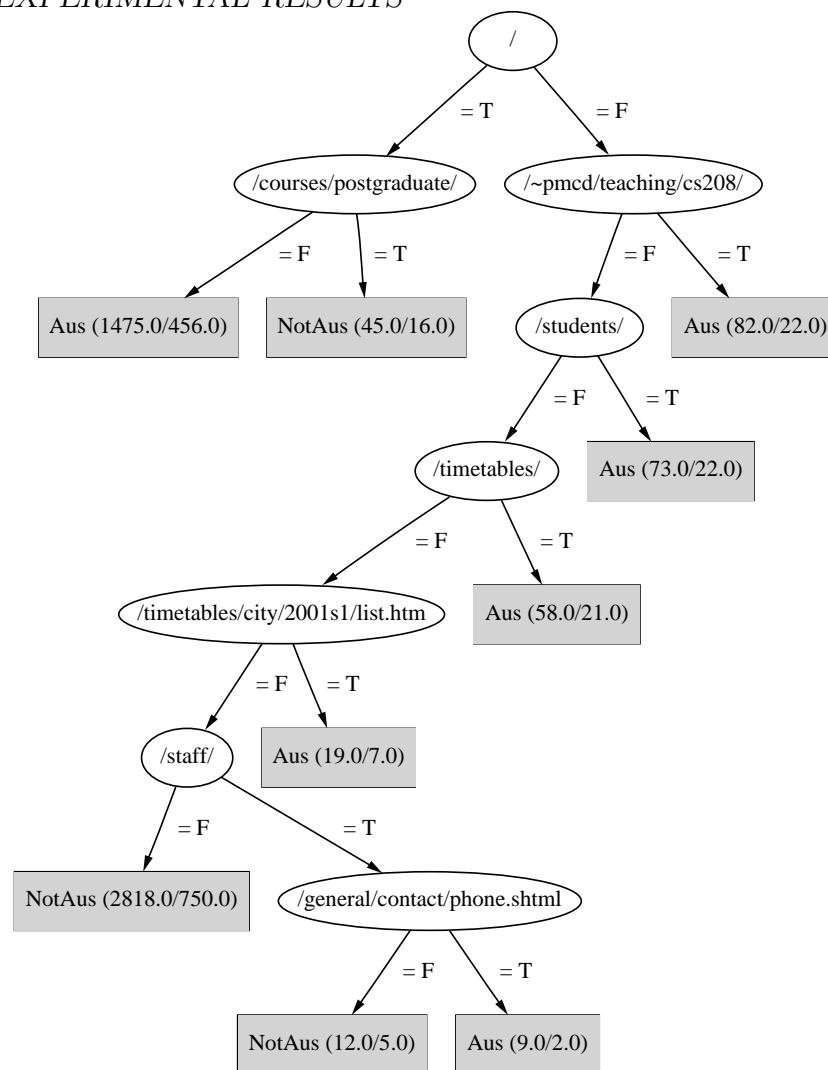 EXPERIMENTAL RESULTS
/
= T
= F
/courses/postgraduate/
/~pmcd/teaching/cs208/
= F
= T
= F
= T
Aus (1475.0/456.0)
NotAus (45.0/16.0)
/students/
Aus (82.0/22.0)
= F
= T
/timetables/
Aus (73.0/22.0)
= F
= T
/timetables/city/2001s1/list.htm
Aus (58.0/21.0)
= F
= T
/staff/
Aus (19.0/7.0)
= F
= T
NotAus (2818.0/750.0)
/general/contact/phone.shtml
= F
= T
NotAus (12.0/5.0)
Aus (9.0/2.0)